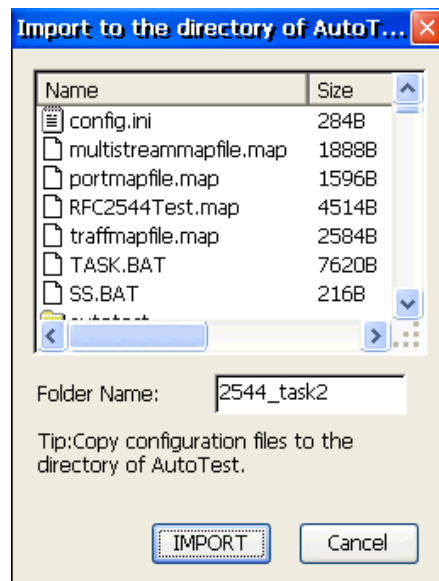 Import to the directory of AutoT...
Name Size
config.ini 284B
multistreammapfile.map 1888B
portmapfile.map 1596B
RFC2544Test.map 4514B
traffmapfile.map 2584B
TASK.BAT 7620B
SS.BAT 216B
Folder Name: 2544_task2
Tip:Copy configuration files to the
directory of AutoTest.
IMPORT Cancel